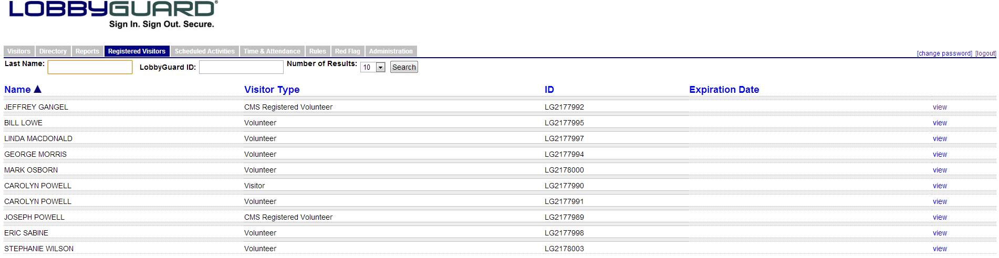 LOBBYGUARD®
Sign In. Sign Out. Secure.
Visitors Directory Reports Registered Visitors Scheduled Activities Time & Attendance Rules Red Flag Administration [change password] [logout]
Last Name: LobbyGuard ID: Number of Results: 10 Search
Name ▲ Visitor Type ID Expiration Date
JEFFREY GANGEL CMS Registered Volunteer LG2177992 view
BILL LOWE Volunteer LG2177995 view
LINDA MACDONALD Volunteer LG2177997 view
GEORGE MORRIS Volunteer LG2177994 view
MARK OSBORN Volunteer LG2178000 view
CAROLYN POWELL Visitor LG2177990 view
CAROLYN POWELL Volunteer LG2177991 view
JOSEPH POWELL CMS Registered Volunteer LG2177989 view
ERIC SABINE Volunteer LG2177998 view
STEPHANIE WILSON Volunteer LG2178003 view